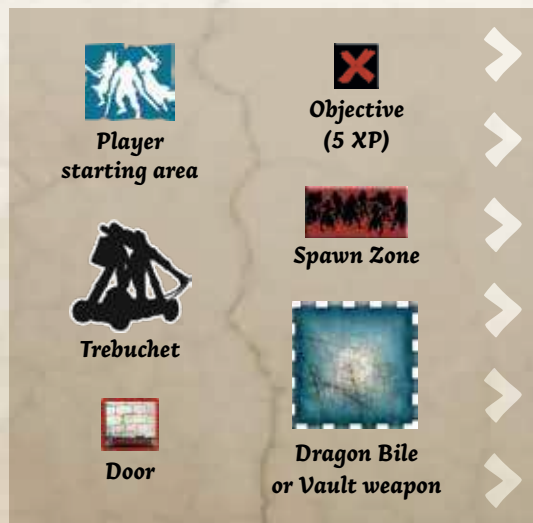 Player
starting area
Trebuchet
Door
Objective
(5 XP)
Spawn Zone
Dragon Bile
or Vault weapon